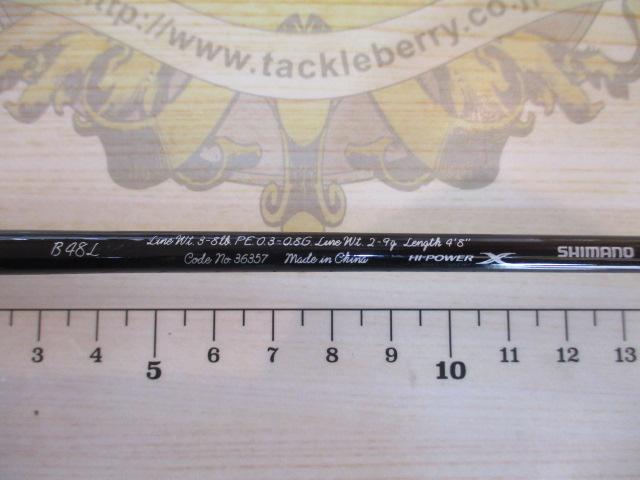 http://www.tackleberry.co.jp
B48L
Line Wt. 3-8lb PE 0.3-0.8G Lure Wt. 2-9g Length 4'8"
Code No 36357 Made in China HI-POWER X SHIMANO
3 4 5 6 7 8 9 10 11 12 13